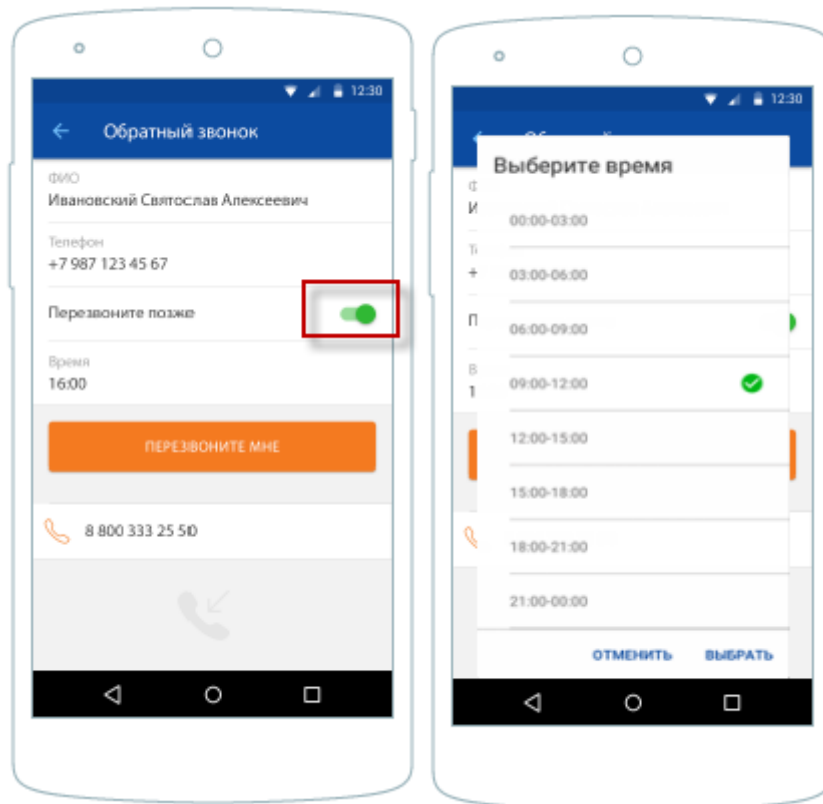 12:30
Обратный звонок
ФИО
Ивановский Святослав Алексеевич
Телефон
+7 987 123 45 67
Перезвоните позже
Время
16:00
ПЕРЕЗВОНИТЕ МНЕ
8 800 333 25 50
12:30
Выберите время
00:00-03:00
03:00-06:00
06:00-09:00
09:00-12:00
12:00-15:00
15:00-18:00
18:00-21:00
21:00-00:00
ОТМЕНИТЬ ВЫБРАТЬ